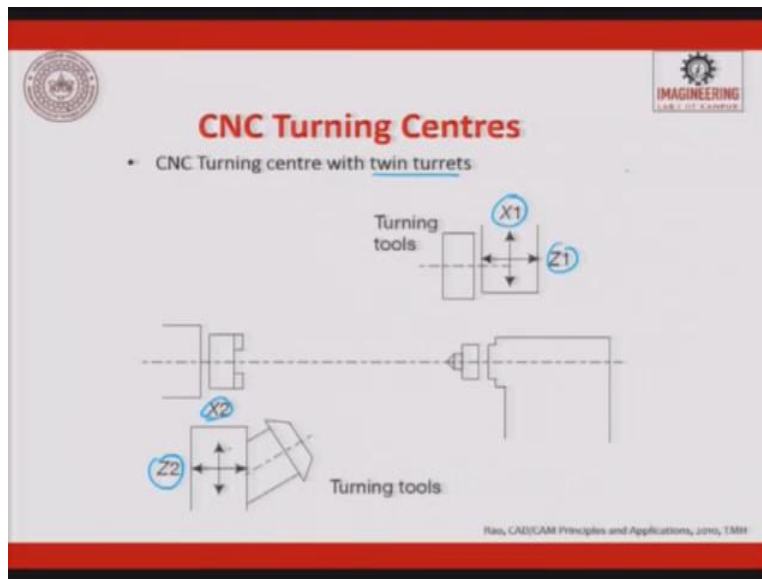 IMAGINEERING
CNC Turning Centres
• CNC Turning centre with twin turrets
Turning
tools
X1
Z1
X2
Z2
Turning tools
Rao, CAD/CAM Principles and Applications, 2010, TMH